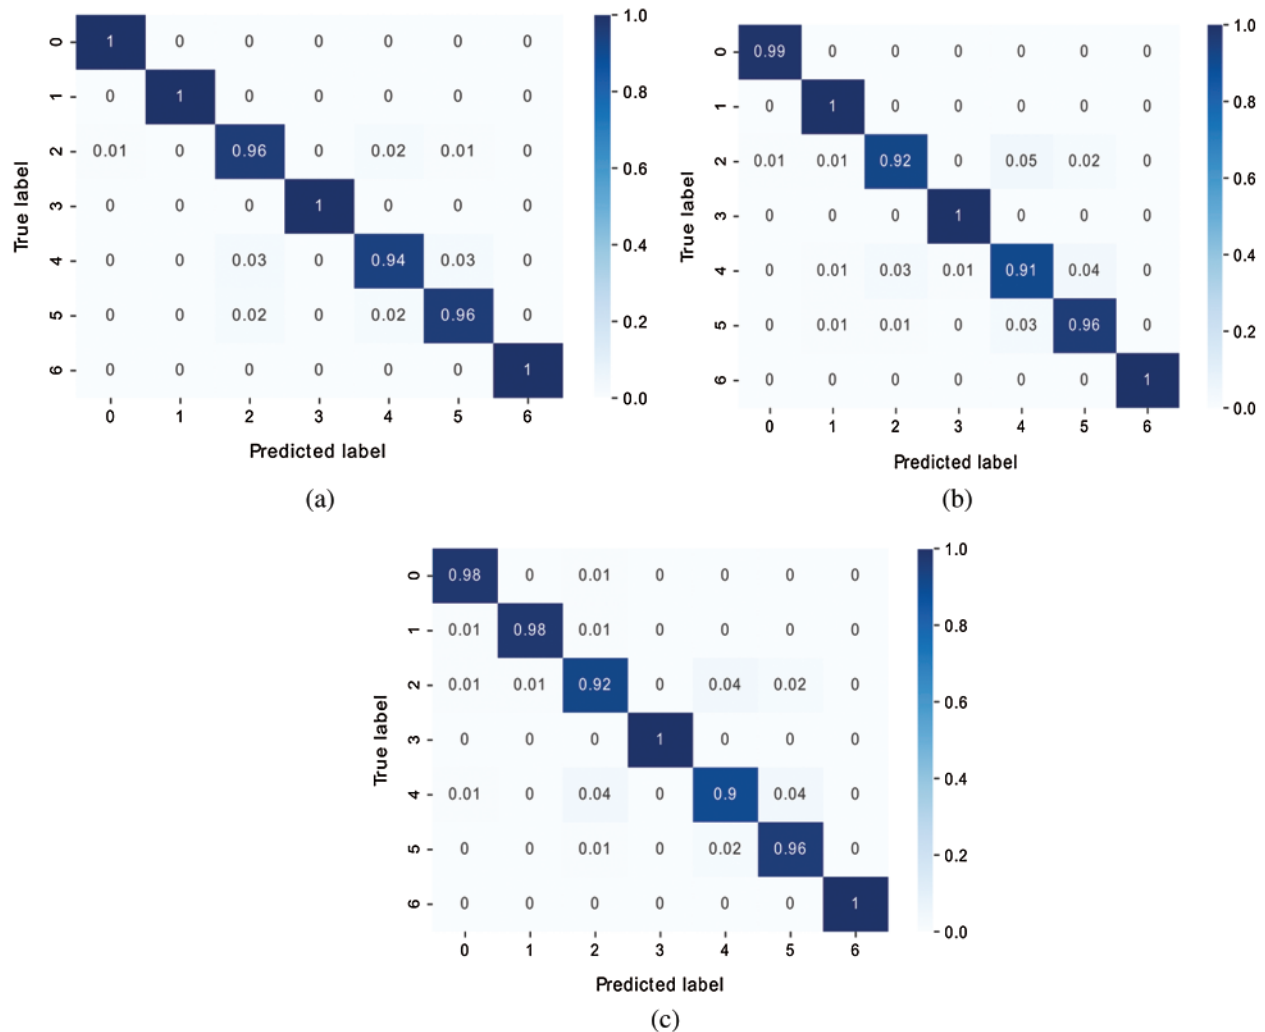 0 1 0 0 0 0 0 0
1 0 1 0 0 0 0 0
2 0.01 0 0.96 0 0.02 0.01 0
3 0 0 0 1 0 0 0
4 0 0 0.03 0 0.94 0.03 0
5 0 0 0.02 0 0.02 0.96 0
6 0 0 0 0 0 0 1
0 1 2 3 4 5 6
True label
Predicted label
1.0
0.8
0.6
0.4
0.2
0.0
(a)
0 0.99 0 0 0 0 0 0
1 0 1 0 0 0 0 0
2 0.01 0.01 0.92 0 0.05 0.02 0
3 0 0 0 1 0 0 0
4 0 0.01 0.03 0.01 0.91 0.04 0
5 0 0.01 0.01 0 0.03 0.96 0
6 0 0 0 0 0 0 1
0 1 2 3 4 5 6
True label
Predicted label
1.0
0.8
0.6
0.4
0.2
0.0
(b)
0 0.98 0 0.01 0 0 0 0
1 0.01 0.98 0.01 0 0 0 0
2 0.01 0.01 0.92 0 0.04 0.02 0
3 0 0 0 1 0 0 0
4 0.01 0 0.04 0 0.9 0.04 0
5 0 0 0.01 0 0.02 0.96 0
6 0 0 0 0 0 0 1
0 1 2 3 4 5 6
True label
Predicted label
1.0
0.8
0.6
0.4
0.2
0.0
(c)